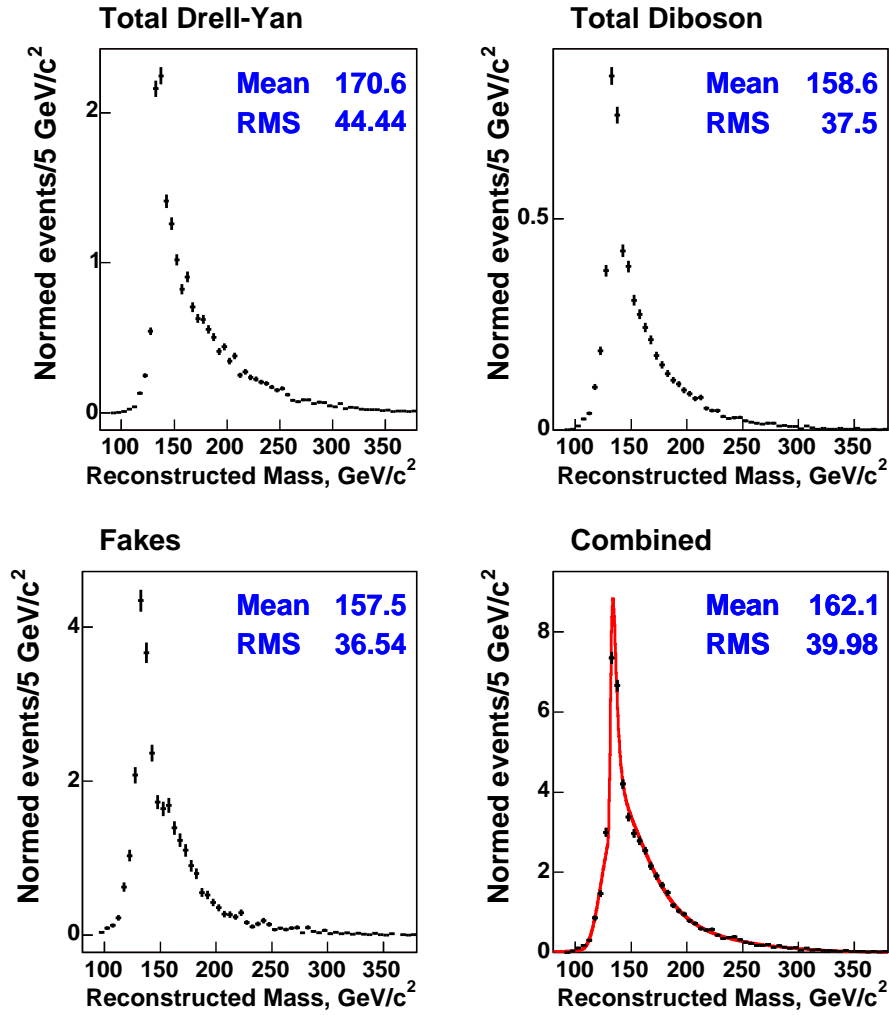 Total Drell-Yan
Normed events/5 GeV/c²
Mean 170.6
RMS 44.44
2
1
0
100 150 200 250 300 350
Reconstructed Mass, GeV/c²
Total Diboson
Normed events/5 GeV/c²
Mean 158.6
RMS 37.5
0.5
0
100 150 200 250 300 350
Reconstructed Mass, GeV/c²
Fakes
Normed events/5 GeV/c²
Mean 157.5
RMS 36.54
4
2
0
100 150 200 250 300 350
Reconstructed Mass, GeV/c²
Combined
Normed events/5 GeV/c²
Mean 162.1
RMS 39.98
8
6
4
2
0
100 150 200 250 300 350
Reconstructed Mass, GeV/c²